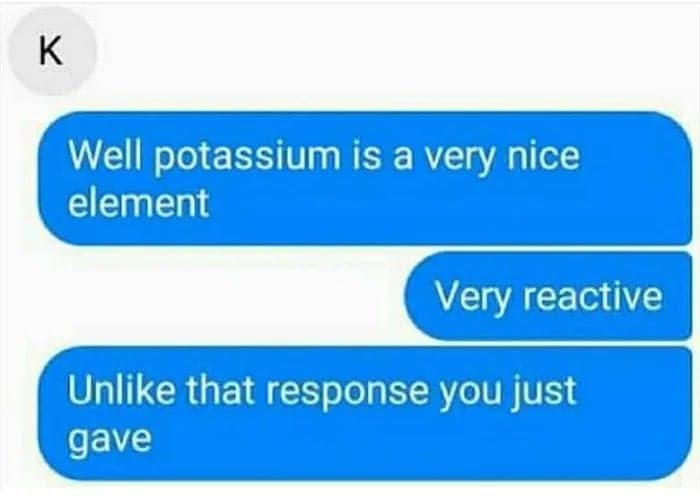 K
Well potassium is a very nice
element
Very reactive
Unlike that response you just
gave